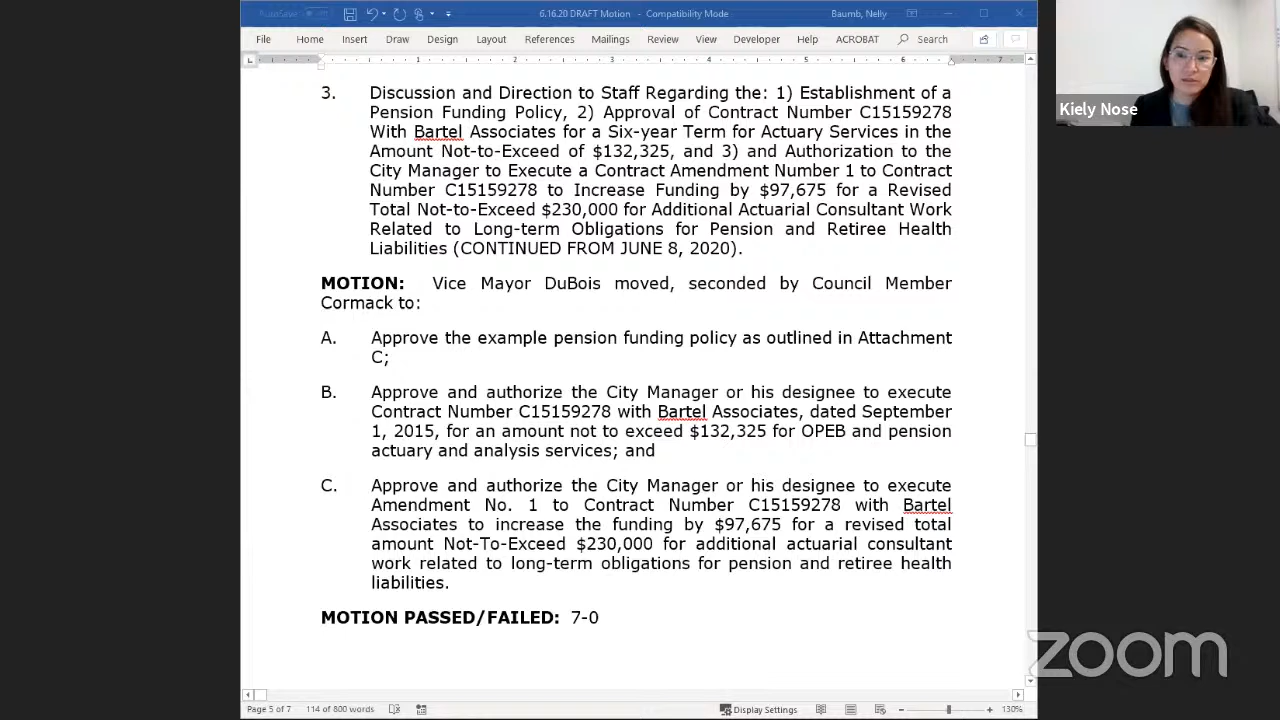 AutoSave
6.16.20 DRAFT Motion - Compatibility Mode
Baumb, Nelly
File Home Insert Draw Design Layout References Mailings Review View Developer Help ACROBAT Search
1 2 3 4 5 6 7
3. Discussion and Direction to Staff Regarding the: 1) Establishment of a
Pension Funding Policy, 2) Approval of Contract Number C15159278
With Bartel Associates for a Six-year Term for Actuary Services in the
Amount Not-to-Exceed of $132,325, and 3) and Authorization to the
City Manager to Execute a Contract Amendment Number 1 to Contract
Number C15159278 to Increase Funding by $97,675 for a Revised
Total Not-to-Exceed $230,000 for Additional Actuarial Consultant Work
Related to Long-term Obligations for Pension and Retiree Health
Liabilities (CONTINUED FROM JUNE 8, 2020).
MOTION: Vice Mayor DuBois moved, seconded by Council Member
Cormack to:
A. Approve the example pension funding policy as outlined in Attachment
C;
B. Approve and authorize the City Manager or his designee to execute
Contract Number C15159278 with Bartel Associates, dated September
1, 2015, for an amount not to exceed $132,325 for OPEB and pension
actuary and analysis services; and
C. Approve and authorize the City Manager or his designee to execute
Amendment No. 1 to Contract Number C15159278 with Bartel
Associates to increase the funding by $97,675 for a revised total
amount Not-To-Exceed $230,000 for additional actuarial consultant
work related to long-term obligations for pension and retiree health
liabilities.
MOTION PASSED/FAILED: 7-0
Page 5 of 7 114 of 800 words
Display Settings
130%
Kiely Nose
zoom